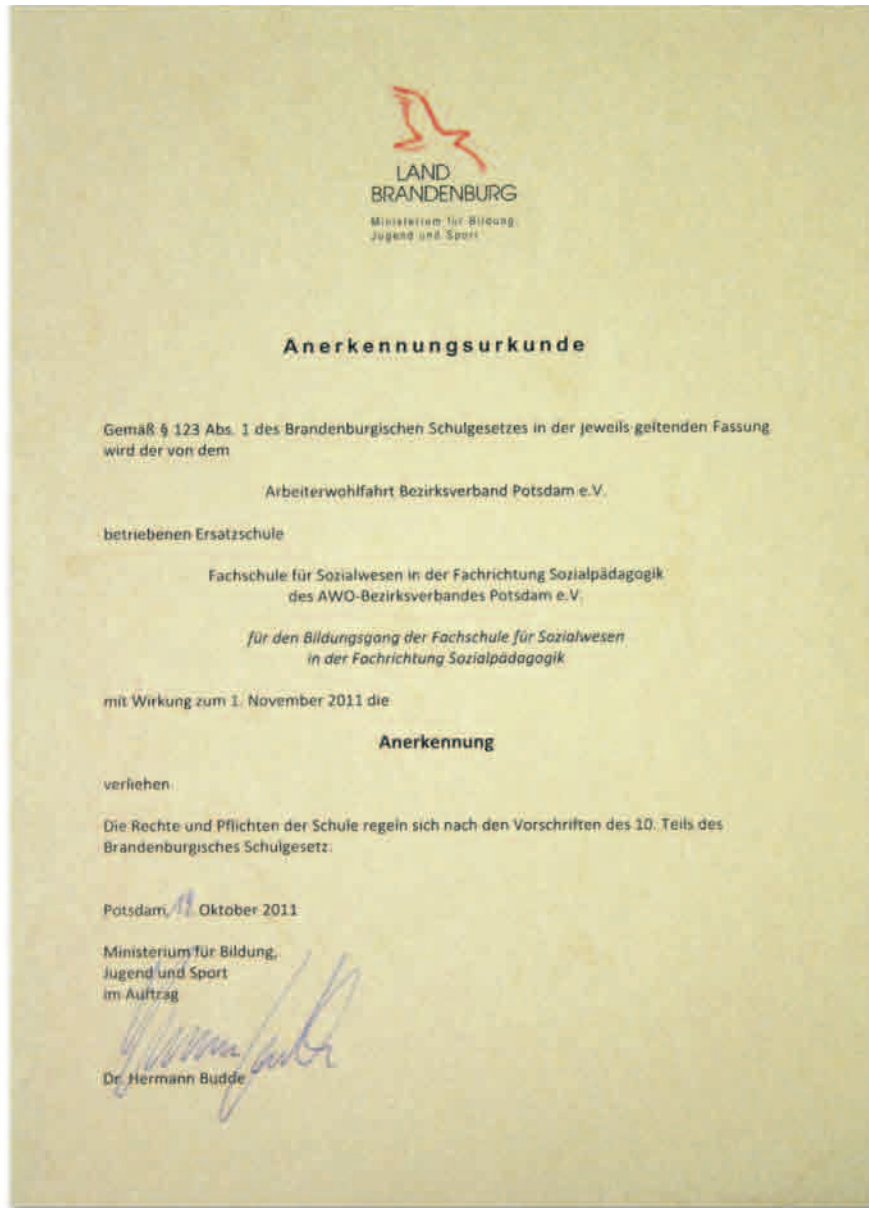 LAND
BRANDENBURG
Ministerium für Bildung,
Jugend und Sport
Anerkennungsurkunde
Gemäß § 123 Abs. 1 des Brandenburgischen Schulgesetzes in der jeweils geltenden Fassung
wird der von dem
Arbeiterwohlfahrt Bezirksverband Potsdam e.V.
betriebenen Ersatzschule
Fachschule für Sozialwesen in der Fachrichtung Sozialpädagogik
des AWO-Bezirksverbandes Potsdam e.V.
für den Bildungsgang der Fachschule für Sozialwesen
in der Fachrichtung Sozialpädagogik
mit Wirkung zum 1. November 2011 die
Anerkennung
verliehen.
Die Rechte und Pflichten der Schule regeln sich nach den Vorschriften des 10. Teils des
Brandenburgisches Schulgesetz.
Potsdam, Oktober 2011
Ministerium für Bildung,
Jugend und Sport
im Auftrag
Dr. Hermann Budde